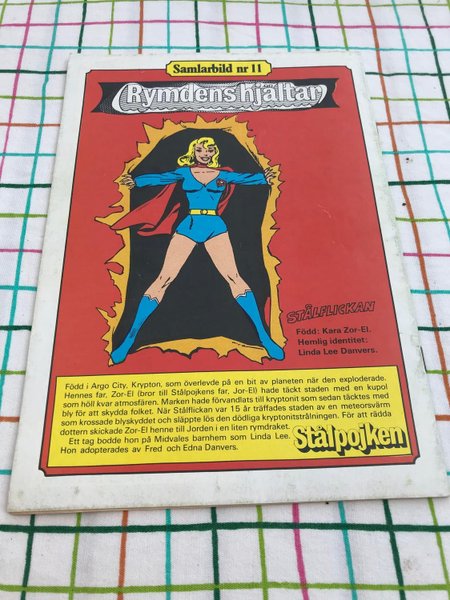 Samlarbild nr 11
Rymdens hjältar
STÅLFLICKAN
Född: Kara Zor-El.
Hemlig identitet:
Linda Lee Danvers.
Född i Argo City, Krypton, som överlevde på en bit av planeten när den exploderade.
Hennes far, Zor-El (bror till Stålpojkens far, Jor-El) hade täckt staden med en kupol
som höll kvar atmosfären. Marken hade förvandlats till kryptonit som sedan täcktes med
bly för att skydda folket. När Stålflickan var 15 år träffades staden av en meteorsvärm
som krossade blyskyddet och släppte lös den dödliga kryptonitstrålningen. För att rädda
dottern skickade Zor-El henne till Jorden i en liten rymdraket.
Ett tag bodde hon på Midvales barnhem som Linda Lee.
Hon adopterades av Fred och Edna Danvers.
Stålpojken